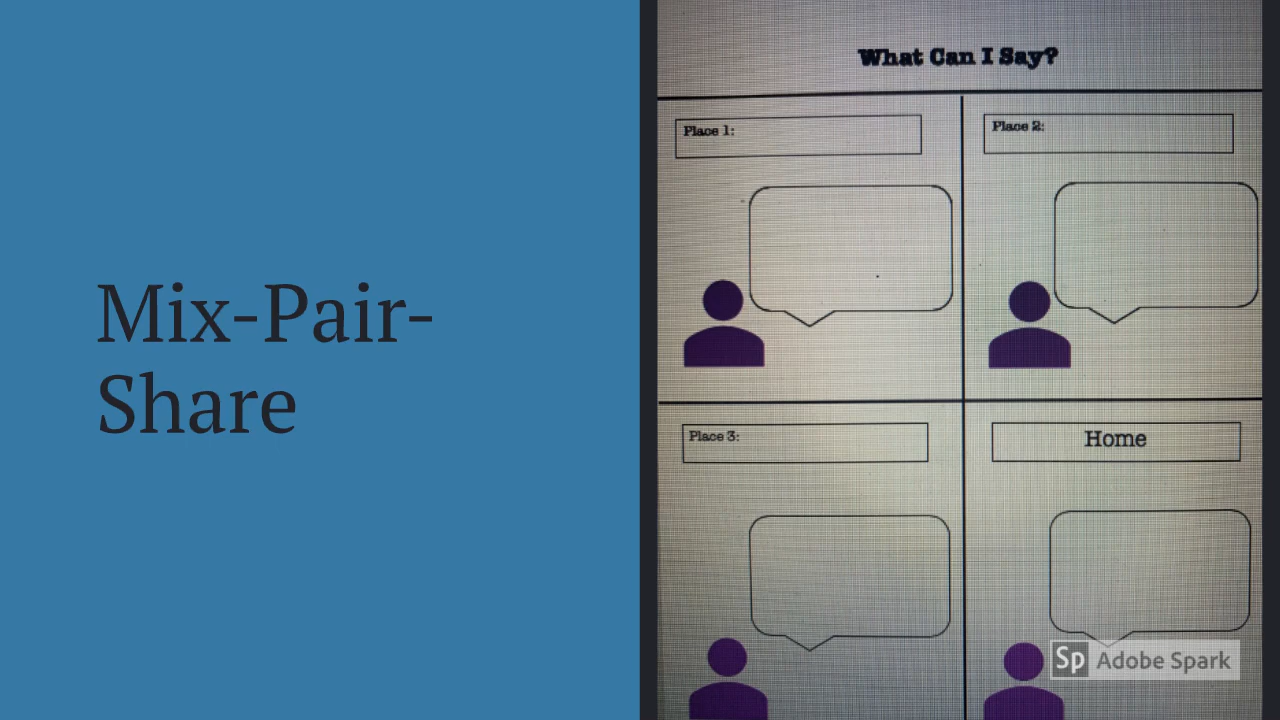 Mix-Pair-
Share
What Can I Say?
Place 1:
Place 2:
Place 3:
Home
Sp Adobe Spark